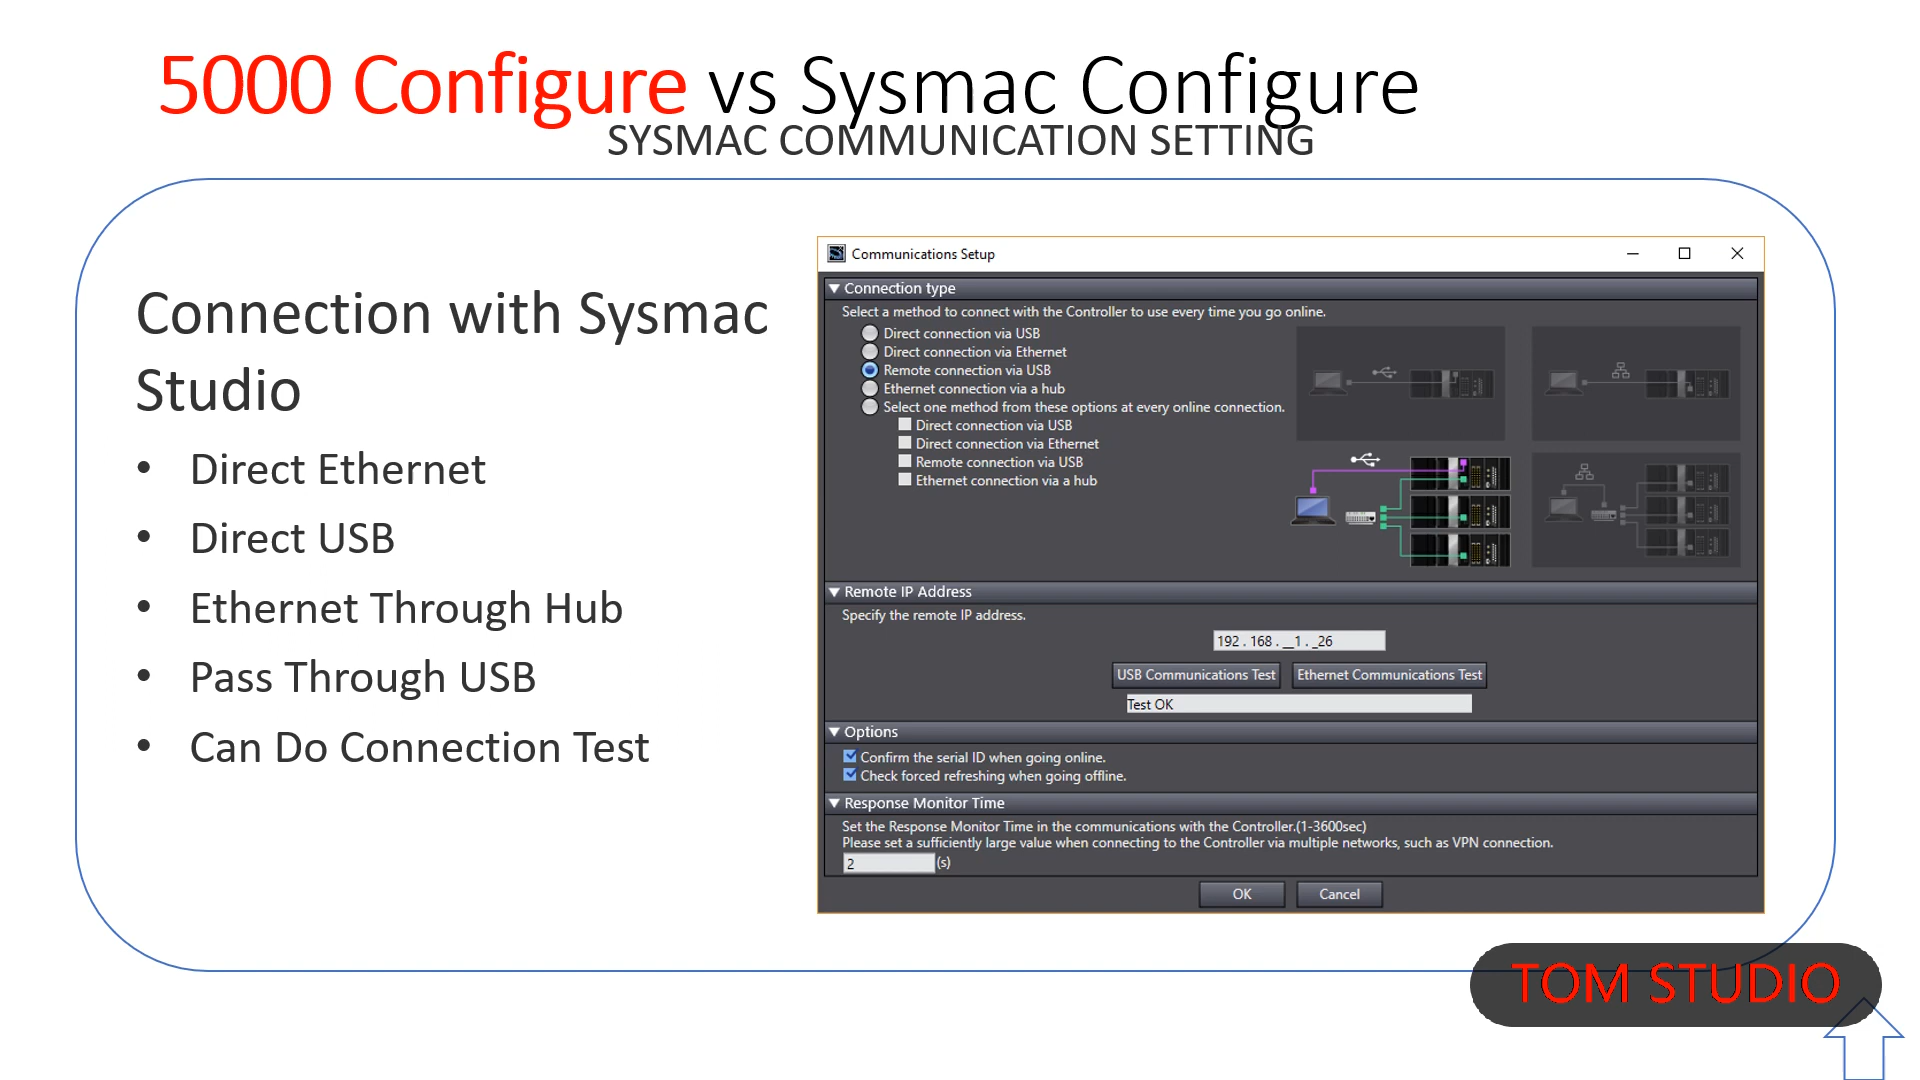 5000 Configure vs Sysmac Configure
SYSMAC COMMUNICATION SETTING
Connection with Sysmac
Studio
• Direct Ethernet
• Direct USB
• Ethernet Through Hub
• Pass Through USB
• Can Do Connection Test
Communications Setup
Connection type
Select a method to connect with the Controller to use every time you go online.
Direct connection via USB
Direct connection via Ethernet
Remote connection via USB
Ethernet connection via a hub
Select one method from these options at every online connection.
Direct connection via USB
Direct connection via Ethernet
Remote connection via USB
Ethernet connection via a hub
Remote IP Address
Specify the remote IP address.
192 . 168 . __1 . _26
USB Communications Test Ethernet Communications Test
Test OK
Options
Confirm the serial ID when going online.
Check forced refreshing when going offline.
Response Monitor Time
Set the Response Monitor Time in the communications with the Controller.(1-3600sec)
Please set a sufficiently large value when connecting to the Controller via multiple networks, such as VPN connection.
2 (s)
OK Cancel
TOM STUDIO